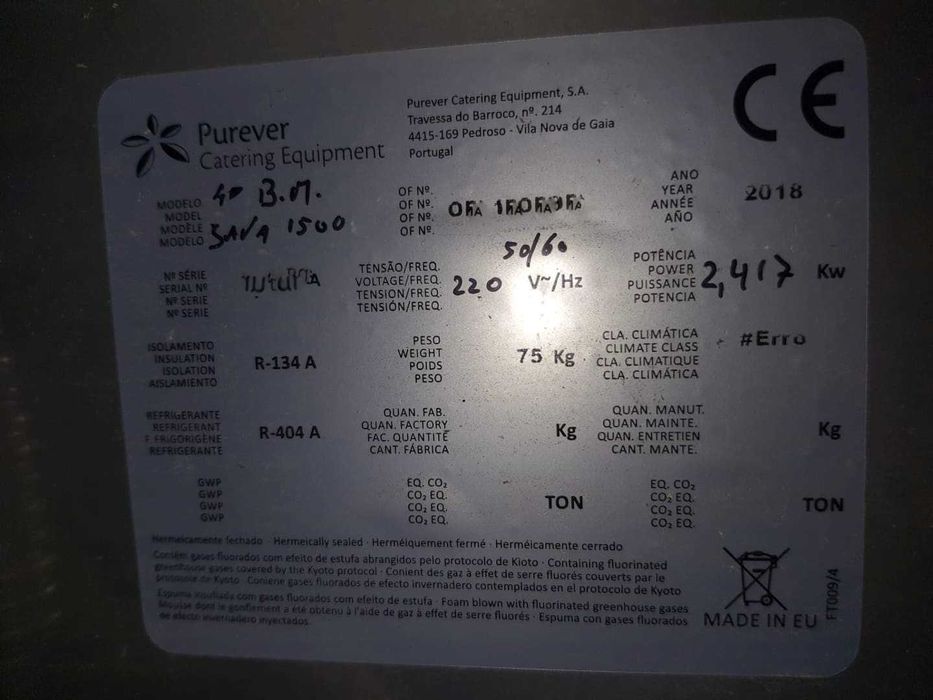 Purever
Catering Equipment
Purever Catering Equipment, S.A.
Travessa do Barroco, nº. 214
4415-169 Pedroso - Vila Nova de Gaia
Portugal
CE
MODELO
MODEL
MODÈLE
MODELO
B.M.
1500
OF Nº.
OF Nº.
OF Nº.
OF Nº.
ANO
YEAR
ANNÉE
AÑO
2018
Nº SÉRIE
SERIAL Nº
Nº SERIE
Nº SERIE
TENSÃO/FREQ.
VOLTAGE/FREQ.
TENSION/FREQ.
TENSIÓN/FREQ.
50/60
220 V~/Hz
POTÊNCIA
POWER
PUISSANCE
POTENCIA
2,417 Kw
ISOLAMENTO
INSULATION
ISOLATION
AISLAMIENTO
R-134 A
PESO
WEIGHT
POIDS
PESO
75 Kg
CLA. CLIMÁTICA
CLIMATE CLASS
CLA. CLIMATIQUE
CLA. CLIMÁTICA
#Erro
REFRIGERANTE
REFRIGERANT
FRIGORIGÈNE
REFRIGERANTE
R-404 A
QUAN. FAB.
QUAN. FACTORY
FAC. QUANTITÉ
CANT. FÁBRICA
Kg
QUAN. MANUT.
QUAN. MAINTE.
QUAN. ENTRETIEN
CANT. MANTE.
Kg
GWP
GWP
GWP
GWP
EQ. CO₂
CO₂ EQ.
CO₂ EQ.
CO₂ EQ.
TON
EQ. CO₂
CO₂ EQ.
CO₂ EQ.
CO₂ EQ.
TON
Hermeicamente fechado · Hermeically sealed · Herméiquement fermé · Herméicamente cerrado
Contém gases fluorados com efeito de estufa abrangidos pelo protocolo de Kioto · Containing fluorinated
greenhouse gases covered by the Kyoto protocol · Conient des gaz à effet de serre fluorés couverts par le
protocole de Kyoto · Coniene gases fluorados de efecto invernadero contemplados en el protocolo de Kyoto
Espuma insuflada com gases fluorados com efeito de estufa · Foam blown with fluorinated greenhouse gases
Mousse dont le gonflement a été obtenu à l'aide de gaz à effet de serre fluorés · Espuma con gases fluorados
de efecto invernadero inyectados.
MADE IN EU
FT009/4